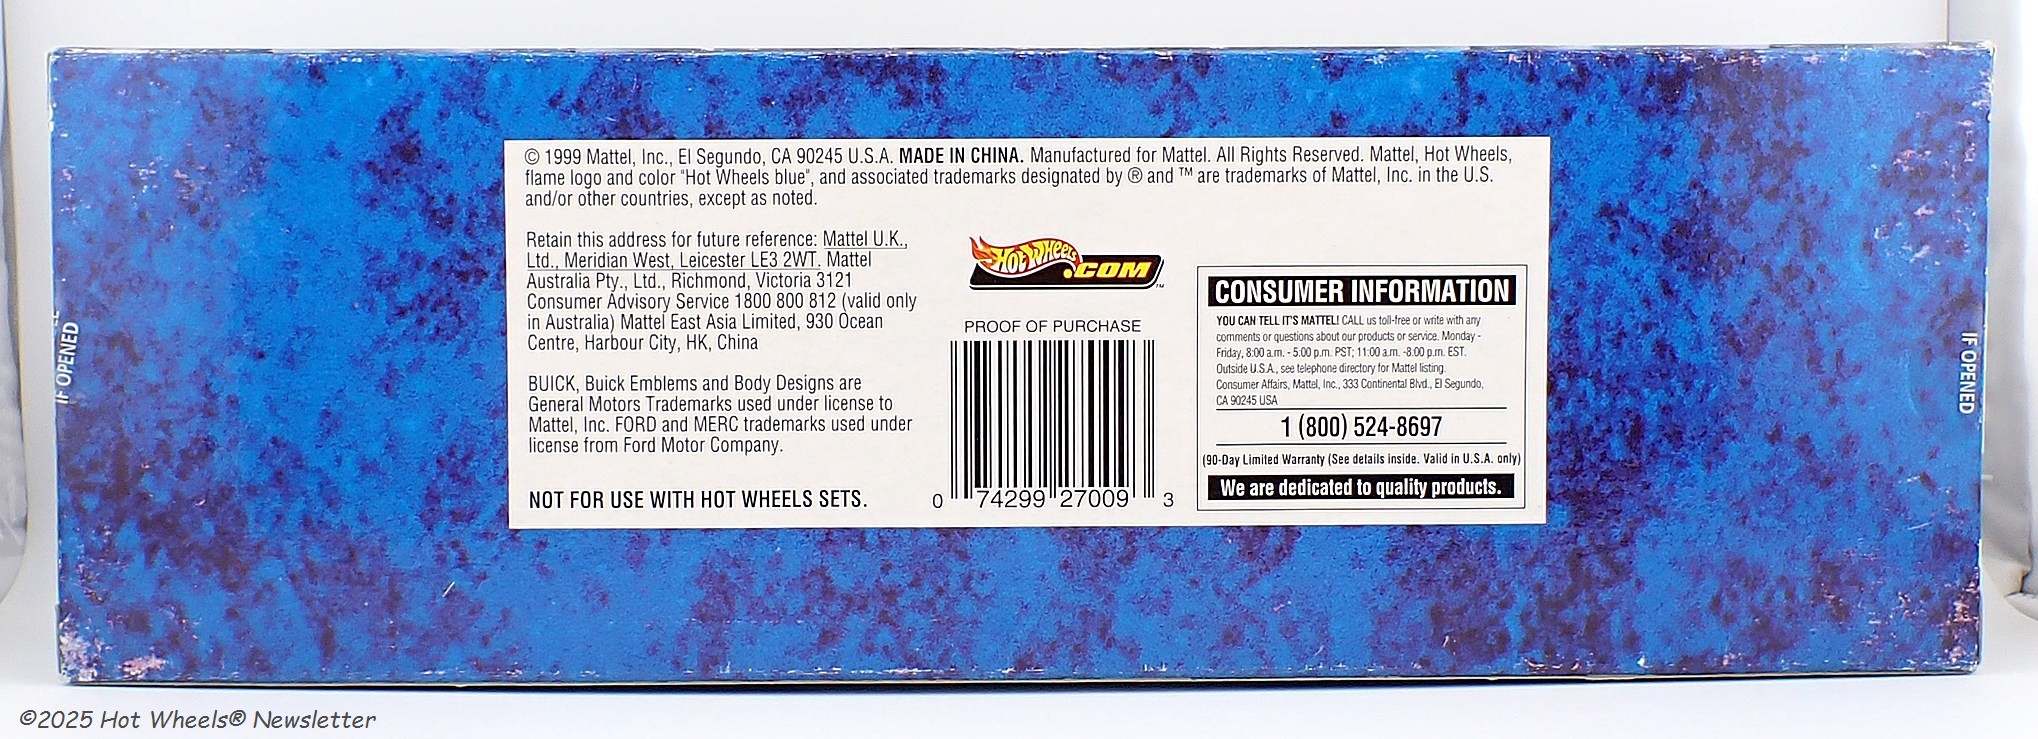 © 1999 Mattel, Inc., El Segundo, CA 90245 U.S.A. MADE IN CHINA. Manufactured for Mattel. All Rights Reserved. Mattel, Hot Wheels,
flame logo and color "Hot Wheels blue", and associated trademarks designated by ® and ™ are trademarks of Mattel, Inc. in the U.S.
and/or other countries, except as noted.
Retain this address for future reference: Mattel U.K.,
Ltd., Meridian West, Leicester LE3 2WT. Mattel
Australia Pty., Ltd., Richmond, Victoria 3121
Consumer Advisory Service 1800 800 812 (valid only
in Australia) Mattel East Asia Limited, 930 Ocean
Centre, Harbour City, HK, China
BUICK, Buick Emblems and Body Designs are
General Motors Trademarks used under license to
Mattel, Inc. FORD and MERC trademarks used under
license from Ford Motor Company.
NOT FOR USE WITH HOT WHEELS SETS.
Hot Wheels
.COM™
PROOF OF PURCHASE
0 74299 27009 3
CONSUMER INFORMATION
YOU CAN TELL IT'S MATTEL! CALL us toll-free or write with any
comments or questions about our products or service. Monday -
Friday, 8:00 a.m. - 5:00 p.m. PST; 11:00 a.m. -8:00 p.m. EST.
Outside U.S.A., see telephone directory for Mattel listing.
Consumer Affairs, Mattel, Inc., 333 Continental Blvd., El Segundo,
CA 90245 USA
1 (800) 524-8697
(90-Day Limited Warranty (See details inside. Valid in U.S.A. only)
We are dedicated to quality products.
IF OPENED
IF OPENED
©2025 Hot Wheels® Newsletter